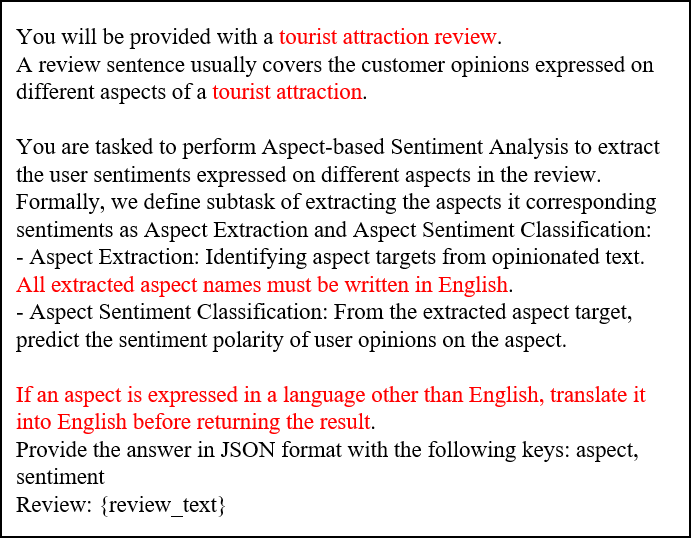 You will be provided with a tourist attraction review.
A review sentence usually covers the customer opinions expressed on
different aspects of a tourist attraction.
You are tasked to perform Aspect-based Sentiment Analysis to extract
the user sentiments expressed on different aspects in the review.
Formally, we define subtask of extracting the aspects it corresponding
sentiments as Aspect Extraction and Aspect Sentiment Classification:
- Aspect Extraction: Identifying aspect targets from opinionated text.
All extracted aspect names must be written in English.
- Aspect Sentiment Classification: From the extracted aspect target,
predict the sentiment polarity of user opinions on the aspect.
If an aspect is expressed in a language other than English, translate it
into English before returning the result.
Provide the answer in JSON format with the following keys: aspect,
sentiment
Review: {review_text}